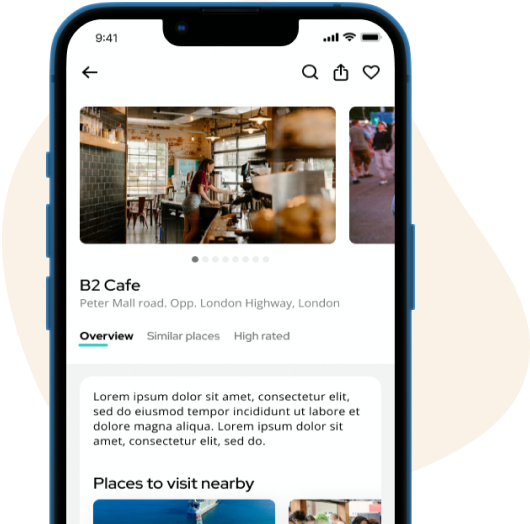 9:41
B2 Cafe
Peter Mall road. Opp. London Highway, London
Overview Similar places High rated
Lorem ipsum dolor sit amet, consectetur elit,
sed do eiusmod tempor incididunt ut labore et
dolore magna aliqua. Lorem ipsum dolor sit
amet, consectetur elit, sed do.
Places to visit nearby